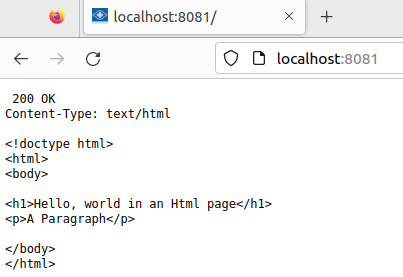 localhost:8081/
localhost:8081
200 OK
Content-Type: text/html
<!doctype html>
<html>
<body>
<h1>Hello, world in an Html page</h1>
<p>A Paragraph</p>
</body>
</html>